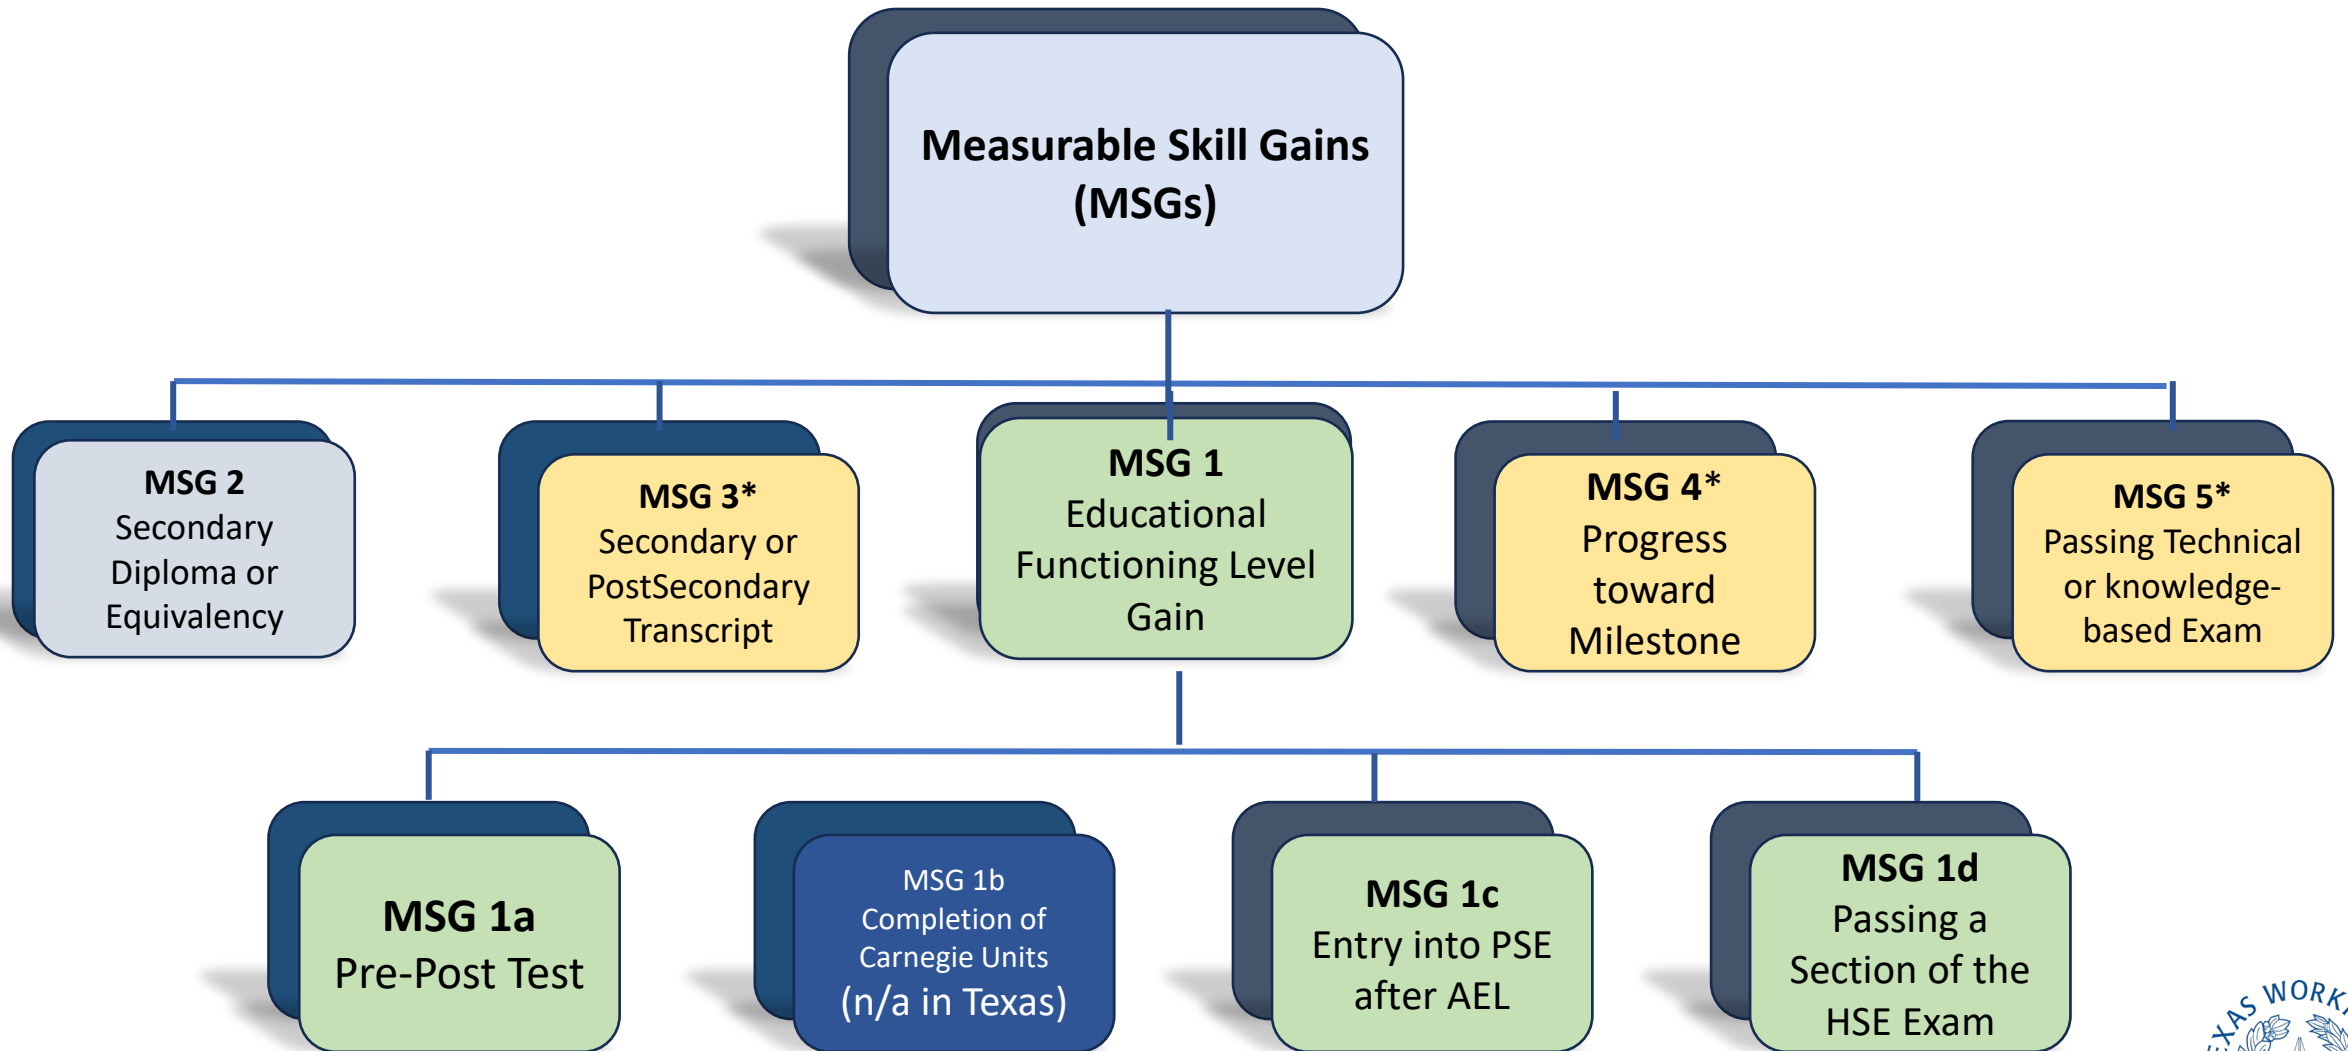 Measurable Skill Gains
(MSGs)
MSG 2
Secondary
Diploma or
Equivalency
MSG 3*
Secondary or
PostSecondary
Transcript
MSG 1
Educational
Functioning Level
Gain
MSG 4*
Progress
toward
Milestone
MSG 5*
Passing Technical
or knowledge-
based Exam
MSG 1a
Pre-Post Test
MSG 1b
Completion of
Carnegie Units
(n/a in Texas)
MSG 1c
Entry into PSE
after AEL
MSG 1d
Passing a
Section of the
HSE Exam